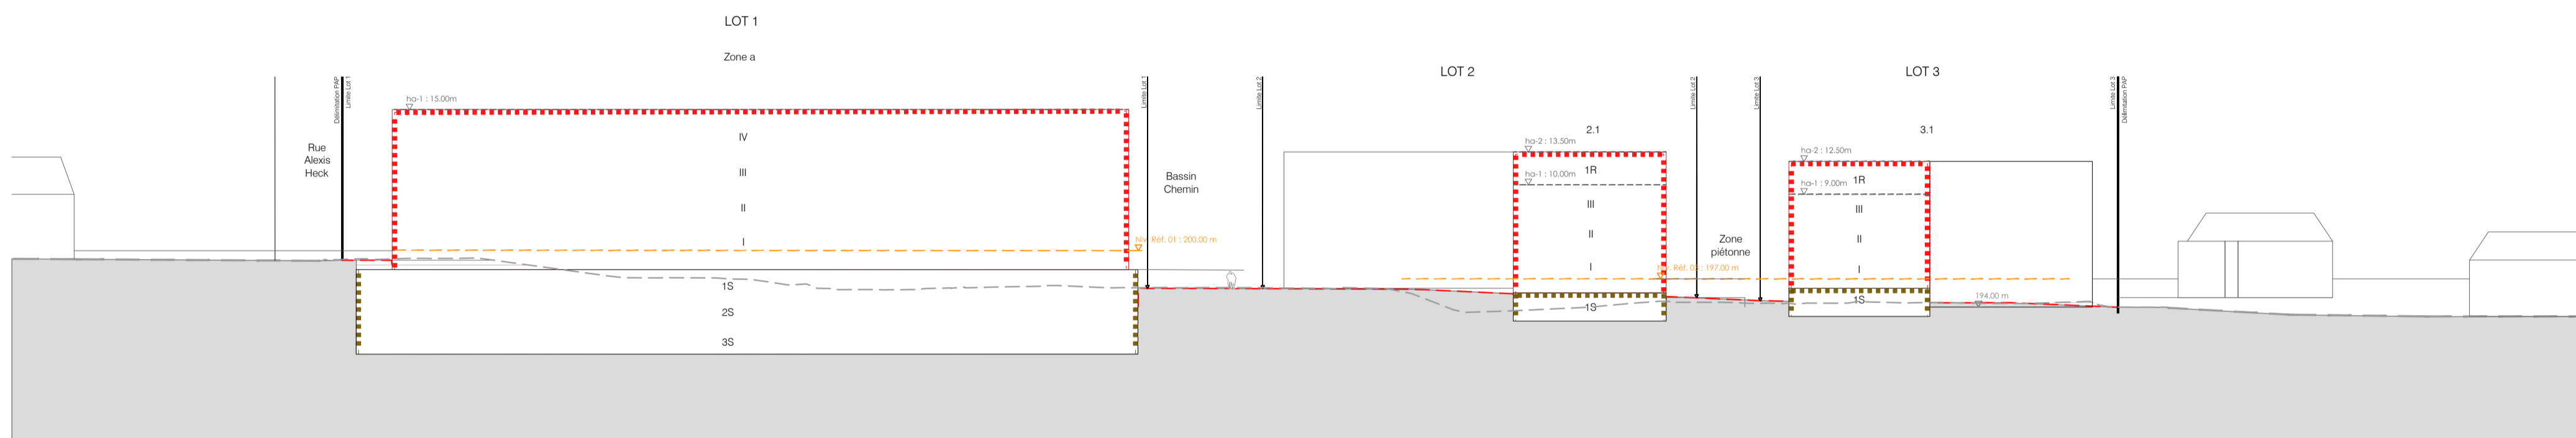 LOT 1
Zone a
LOT 2
LOT 3
Délimitation PAP
Limite Lot 1
Limite Lot 1
Limite Lot 2
Limite Lot 2
Limite Lot 3
Limite Lot 3
Délimitation PAP
ha-1 : 15.00m
IV
III
II
I
Rue
Alexis
Heck
Bassin
Chemin
Niv. Réf. 01 : 200.00 m
1S
2S
3S
2.1
ha-2 : 13.50m
1R
ha-1 : 10.00m
III
II
I
1S
Zone
piétonne
Réf. 02 : 197.00 m
3.1
ha-2 : 12.50m
1R
ha-1 : 9.00m
III
II
I
1S
194.00 m